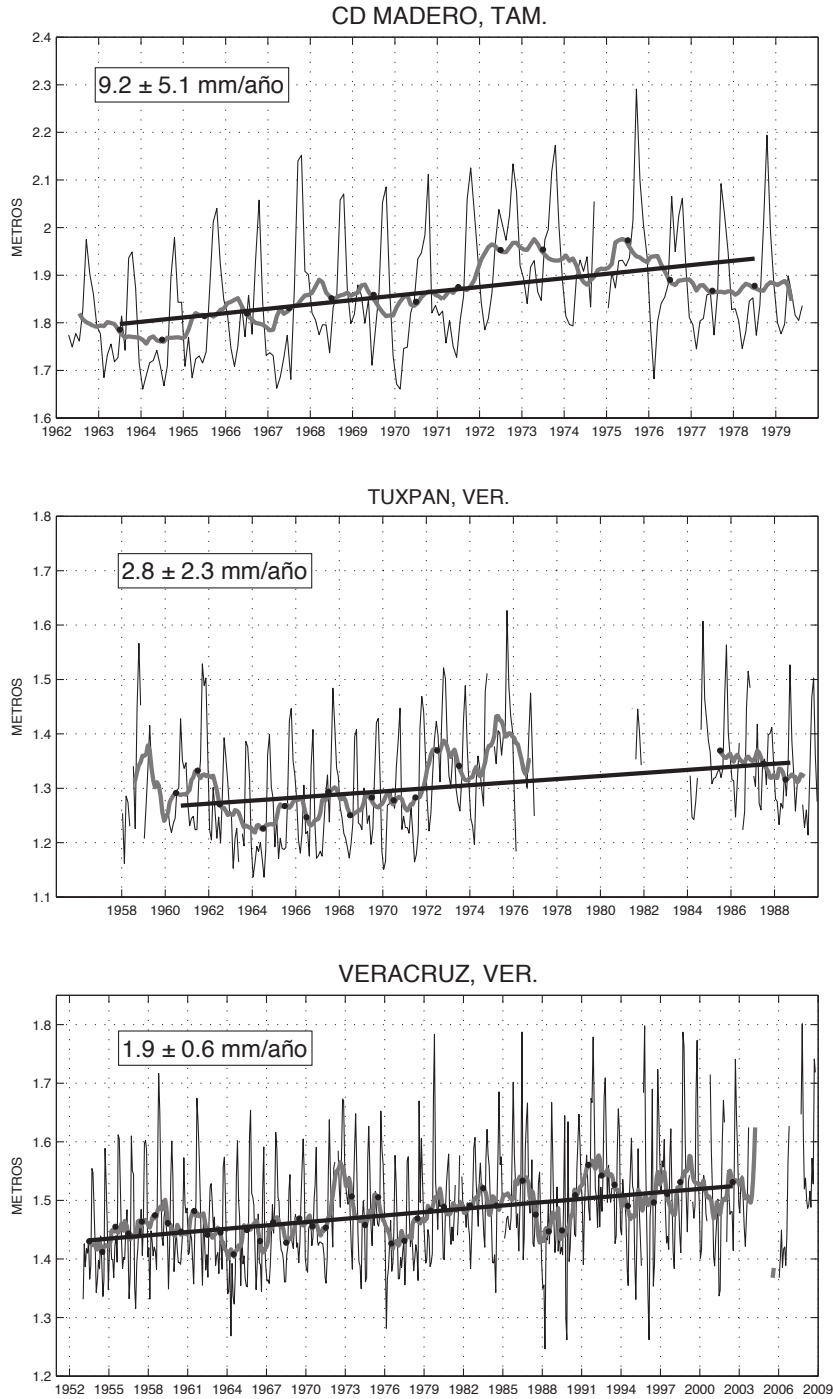 CD MADERO, TAM.
2.4
9.2 ± 5.1 mm/año
2.3
2.2
2.1
METROS
2
1.9
1.8
1.7
1.6
1962 1963 1964 1965 1966 1967 1968 1969 1970 1971 1972 1973 1974 1975 1976 1977 1978 1979
TUXPAN, VER.
1.8
2.8 ± 2.3 mm/año
1.7
1.6
1.5
METROS
1.4
1.3
1.2
1.1
1958 1960 1962 1964 1966 1968 1970 1972 1974 1976 1978 1980 1982 1984 1986 1988
VERACRUZ, VER.
1.8
1.9 ± 0.6 mm/año
1.7
1.6
METROS
1.5
1.4
1.3
1.2
1952 1955 1958 1961 1964 1967 1970 1973 1976 1979 1982 1985 1988 1991 1994 1997 2000 2003 2006 2009